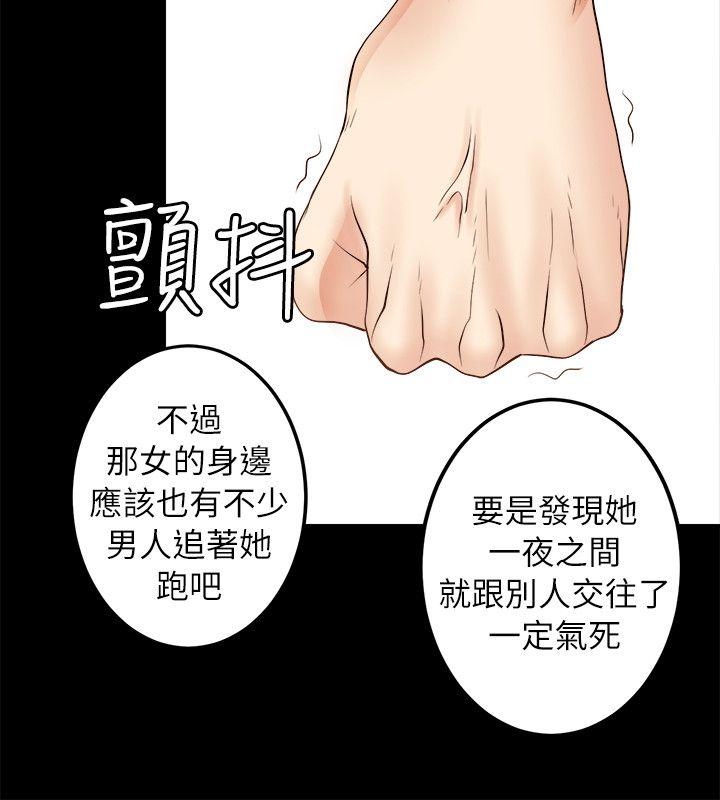 顫抖
不過
那女的身邊
應該也有不少
男人追著她
跑吧
要是發現她
一夜之間
就跟別人交往了
一定氣死